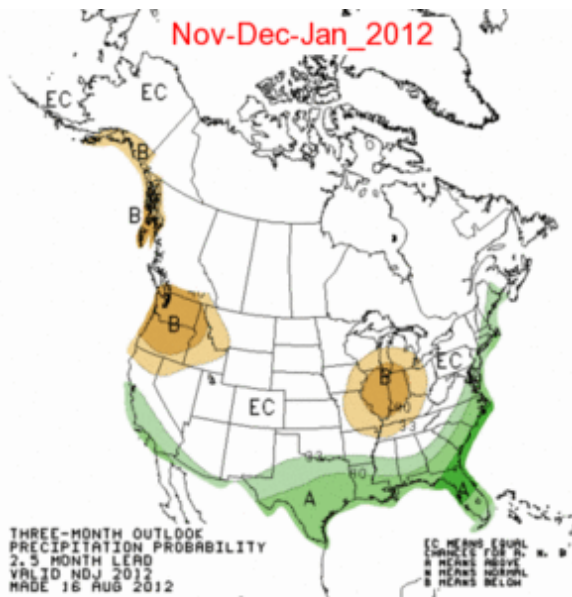 Nov-Dec-Jan_2012
EC
EC
B
B
B
B
EC
EC
40
33
33
40
A
A
THREE-MONTH OUTLOOK
PRECIPITATION PROBABILITY
2.5 MONTH LEAD
VALID NDJ 2012
MADE 16 AUG 2012
EC MEANS EQUAL
CHANCES FOR A, N, B
A MEANS ABOVE
N MEANS NORMAL
B MEANS BELOW